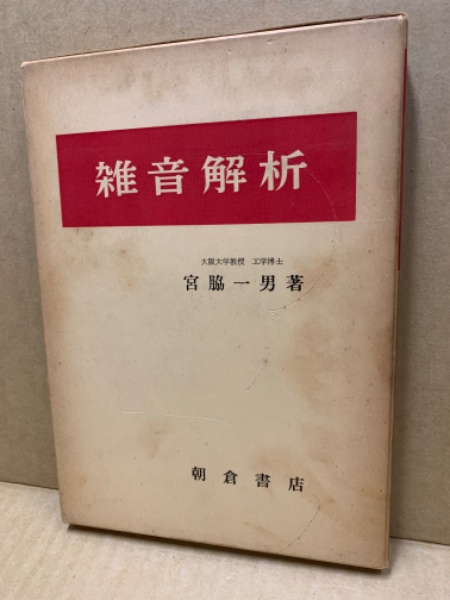 雑音解析
大阪大学教授 工学博士
宮脇一男著
朝倉書店